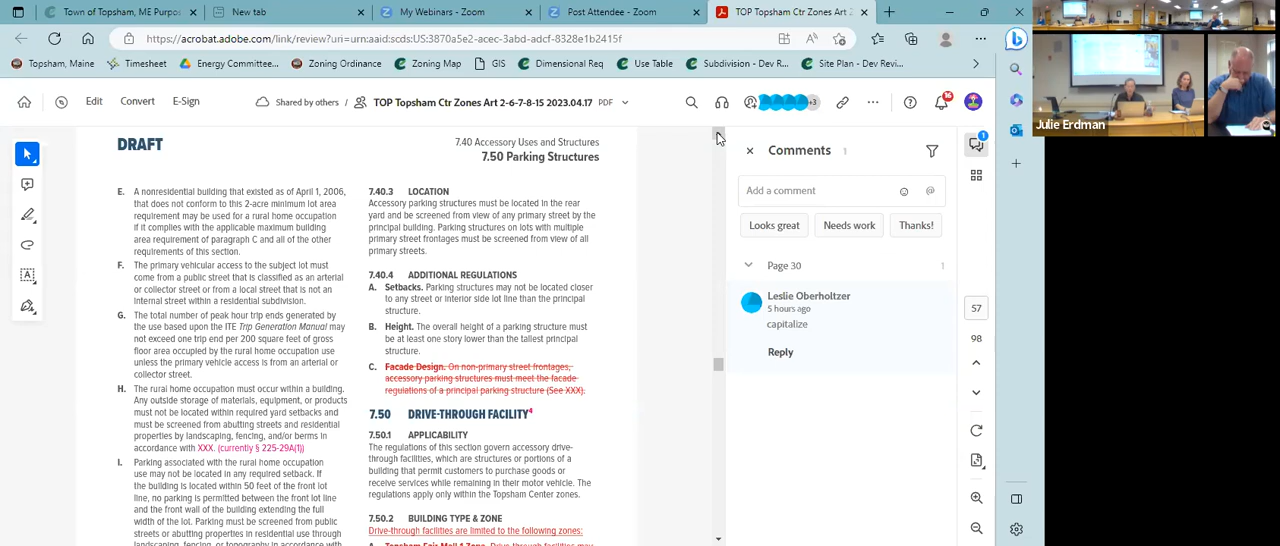 Town of Topsham, ME Purpo
New tab
My Webinars - Zoom
Post Attendee - Zoom
TOP Topsham Ctr Zones Art 2
https://acrobat.adobe.com/link/review?uri=urn:aaid:scds:US:3870a5e2-acec-3abd-adcf-8328e1b2415f
Topsham, Maine
Timesheet
Energy Committee...
Zoning Ordinance
Zoning Map
GIS
Dimensional Req
Use Table
Subdivision - Dev R...
Site Plan - Dev Revi...
Edit
Convert
E-Sign
Shared by others
TOP Topsham Ctr Zones Art 2-6-7-8-15 2023.04.17
PDF
+3
16
DRAFT
7.40 Accessory Uses and Structures
7.50 Parking Structures
E. A nonresidential building that existed as of April 1, 2006,
that does not conform to this 2-acre minimum lot area
requirement may be used for a rural home occupation
if it complies with the applicable maximum building
area requirement of paragraph C and all of the other
requirements of this section.
F. The primary vehicular access to the subject lot must
come from a public street that is classified as an arterial
or collector street or from a local street that is not an
internal street within a residential subdivision.
G. The total number of peak hour trip ends generated by
the use based upon the ITE Trip Generation Manual may
not exceed one trip end per 200 square feet of gross
floor area occupied by the rural home occupation use
unless the primary vehicle access is from an arterial or
collector street.
H. The rural home occupation must occur within a building.
Any outside storage of materials, equipment, or products
must not be located within required yard setbacks and
must be screened from abutting streets and residential
properties by landscaping, fencing, and/or berms in
accordance with XXX. (currently § 225-29A(1))
I. Parking associated with the rural home occupation
use may not be located in any required setback. If
the building is located within 50 feet of the front lot
line, no parking is permitted between the front lot line
and the front wall of the building extending the full
width of the lot. Parking must be screened from public
streets or abutting properties in residential use through
landscaping, fencing, or topography in accordance with
7.40.3 LOCATION
Accessory parking structures must be located in the rear
yard and be screened from view of any primary street by the
principal building. Parking structures on lots with multiple
primary street frontages must be screened from view of all
primary streets.
7.40.4 ADDITIONAL REGULATIONS
A. Setbacks. Parking structures may not be located closer
to any street or interior side lot line than the principal
structure.
B. Height. The overall height of a parking structure must
be at least one story lower than the tallest principal
structure.
C. Facade Design. On non-primary street frontages,
accessory parking structures must meet the facade
regulations of a principal parking structure (See XXX).
7.50 DRIVE-THROUGH FACILITY4
7.50.1 APPLICABILITY
The regulations of this section govern accessory drive-
through facilities, which are structures or portions of a
building that permit customers to purchase goods or
receive services while remaining in their motor vehicle. The
regulations apply only within the Topsham Center zones.
7.50.2 BUILDING TYPE & ZONE
Drive-through facilities are limited to the following zones:
A. Topsham Fair Mall 1 Zone. Drive-through facilities may
Comments 1
Add a comment
Looks great
Needs work
Thanks!
Page 30
1
Leslie Oberholtzer
5 hours ago
capitalize
Reply
1
57
98
Julie Erdman